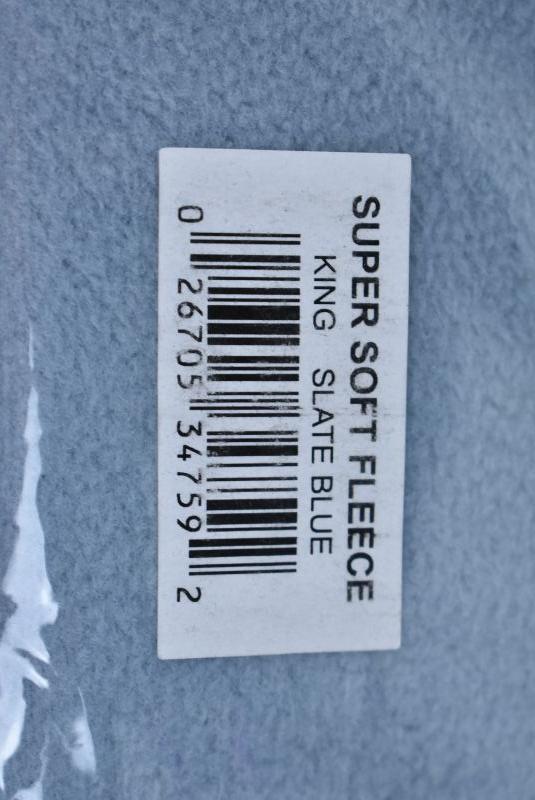 SUPER SOFT FLEECE
KING SLATE BLUE
0 26705 34759 2